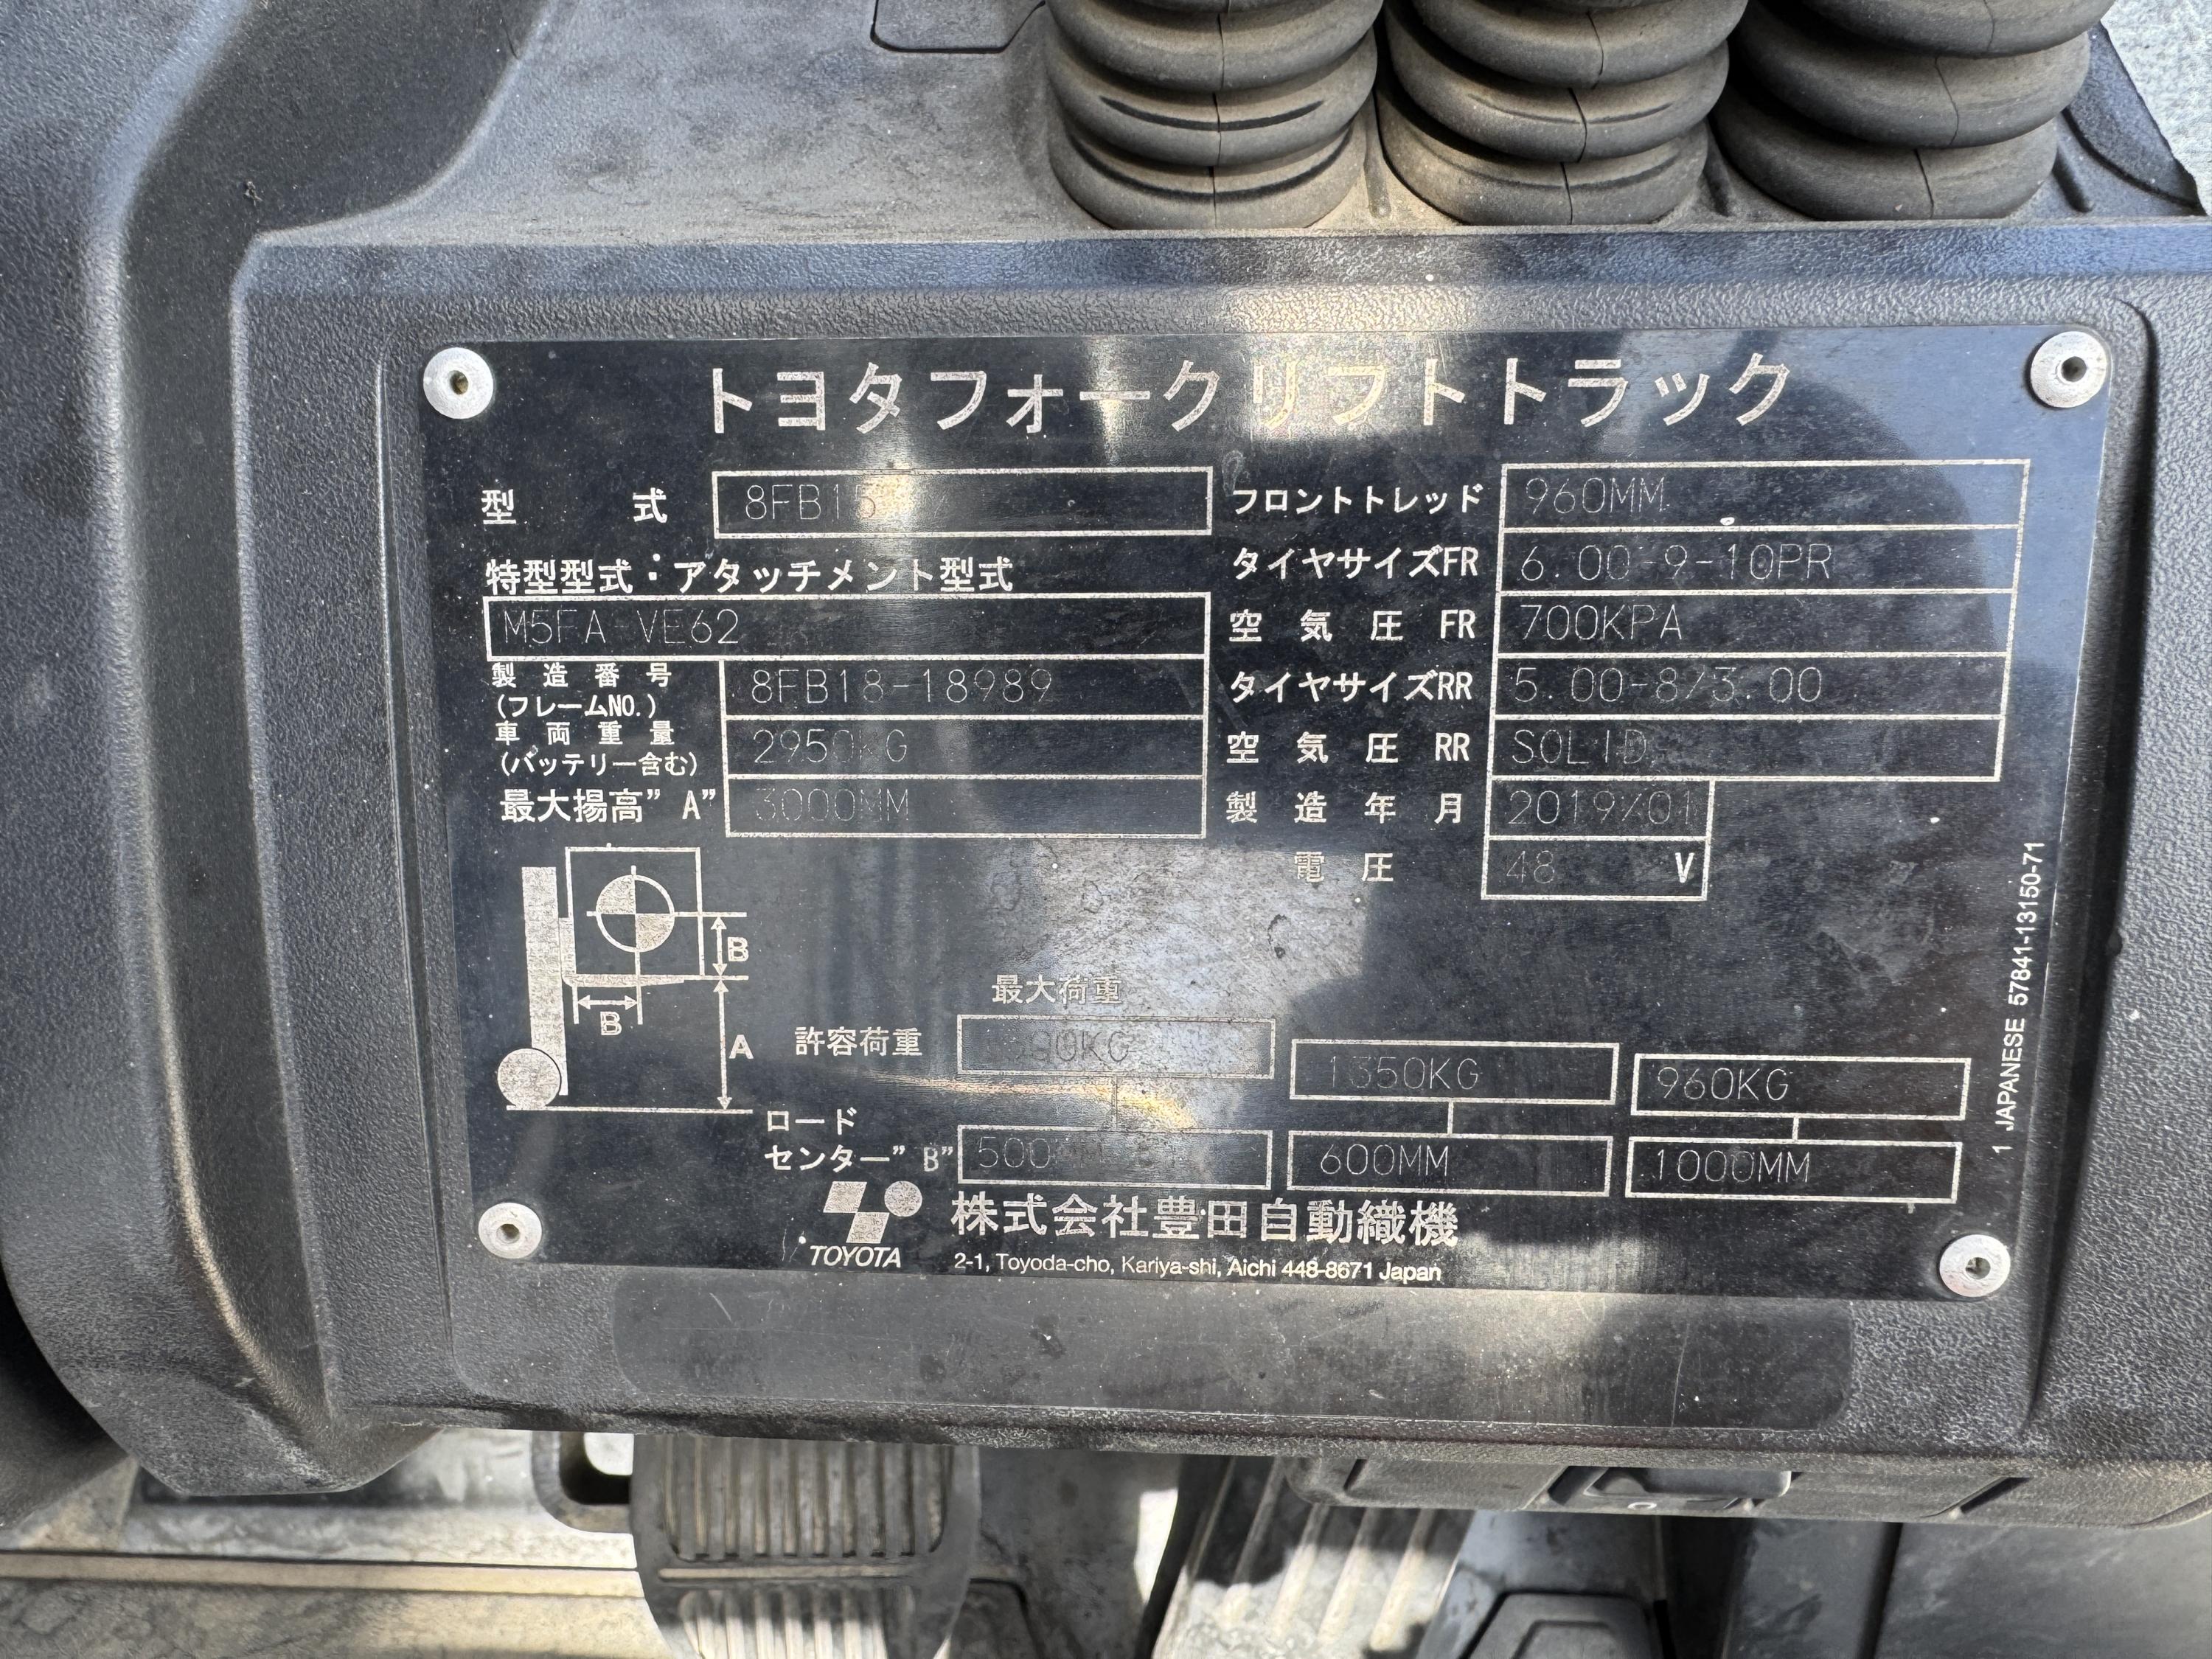 トヨタフォークリフトトラック
型式 8FB15
特型型式・アタッチメント型式
M5FA-VE62
製造番号 8FB18-18989
(フレームNO.)
車両重量 2950KG
(バッテリー含む)
最大揚高”A” 3000MM
フロントトレッド 960MM
タイヤサイズFR 6.00-9-10PR
空気圧 FR 700KPA
タイヤサイズRR 5.00-8/3.00
空気圧 RR SOLID
製造年月 2019/01
電圧 48 V
B
B
A
最大荷重
許容荷重 1350KG 960KG
ロード
センター”B” 500MM 600MM 1000MM
TOYOTA 株式会社豊田自動織機
2-1, Toyoda-cho, Kariya-shi, Aichi 448-8671 Japan
1 JAPANESE 57841-13150-71